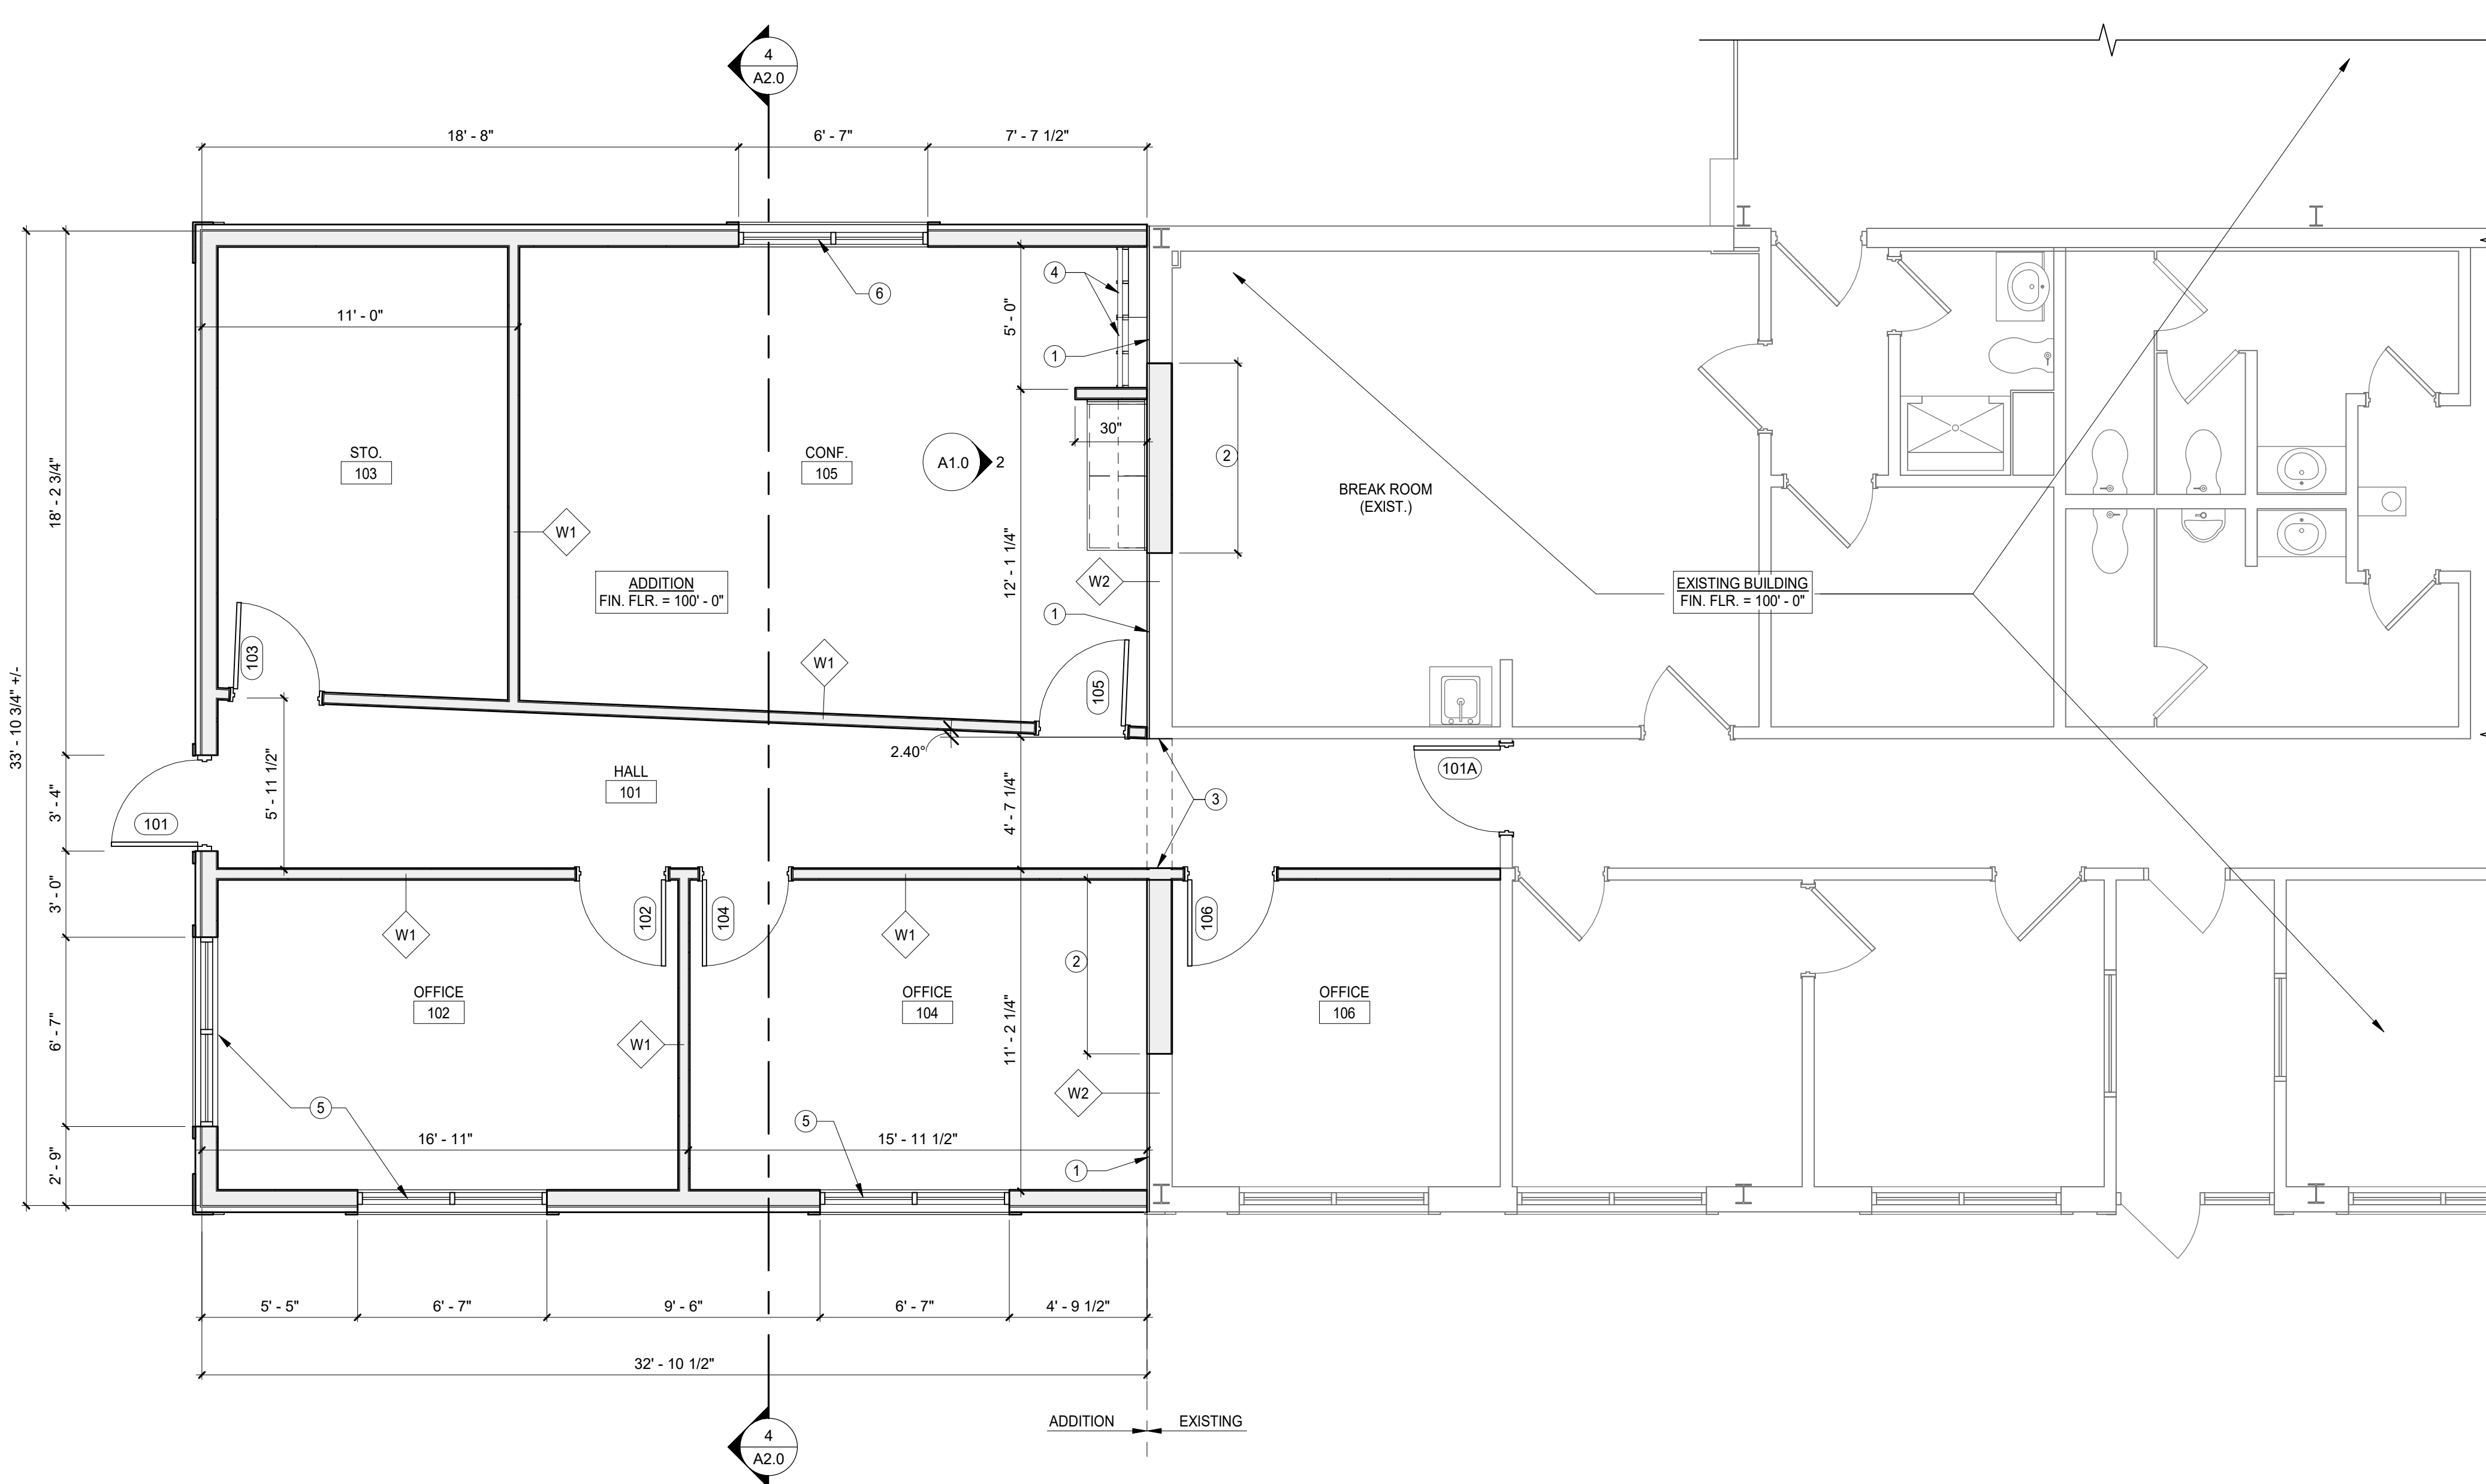 4
A2.0
18' - 8"
6' - 7"
7' - 7 1/2"
6
4
11' - 0"
5' - 0"
1
30"
STO.
103
CONF.
105
A1.0
2
2
BREAK ROOM
(EXIST.)
18' - 2 3/4"
W1
12' - 1 1/4"
W2
ADDITION
FIN. FLR. = 100' - 0"
EXISTING BUILDING
FIN. FLR. = 100' - 0"
1
103
W1
105
33' - 10 3/4" +/-
2.40°
HALL
101
101A
5' - 11 1/2"
3' - 4"
4' - 7 1/4"
3
101
3' - 0"
102
104
106
W1
W1
2
OFFICE
102
OFFICE
104
OFFICE
106
6' - 7"
W1
11' - 2 1/4"
W2
5
5
16' - 11"
15' - 11 1/2"
2' - 9"
1
5' - 5"
6' - 7"
9' - 6"
6' - 7"
4' - 9 1/2"
32' - 10 1/2"
ADDITION
EXISTING
4
A2.0